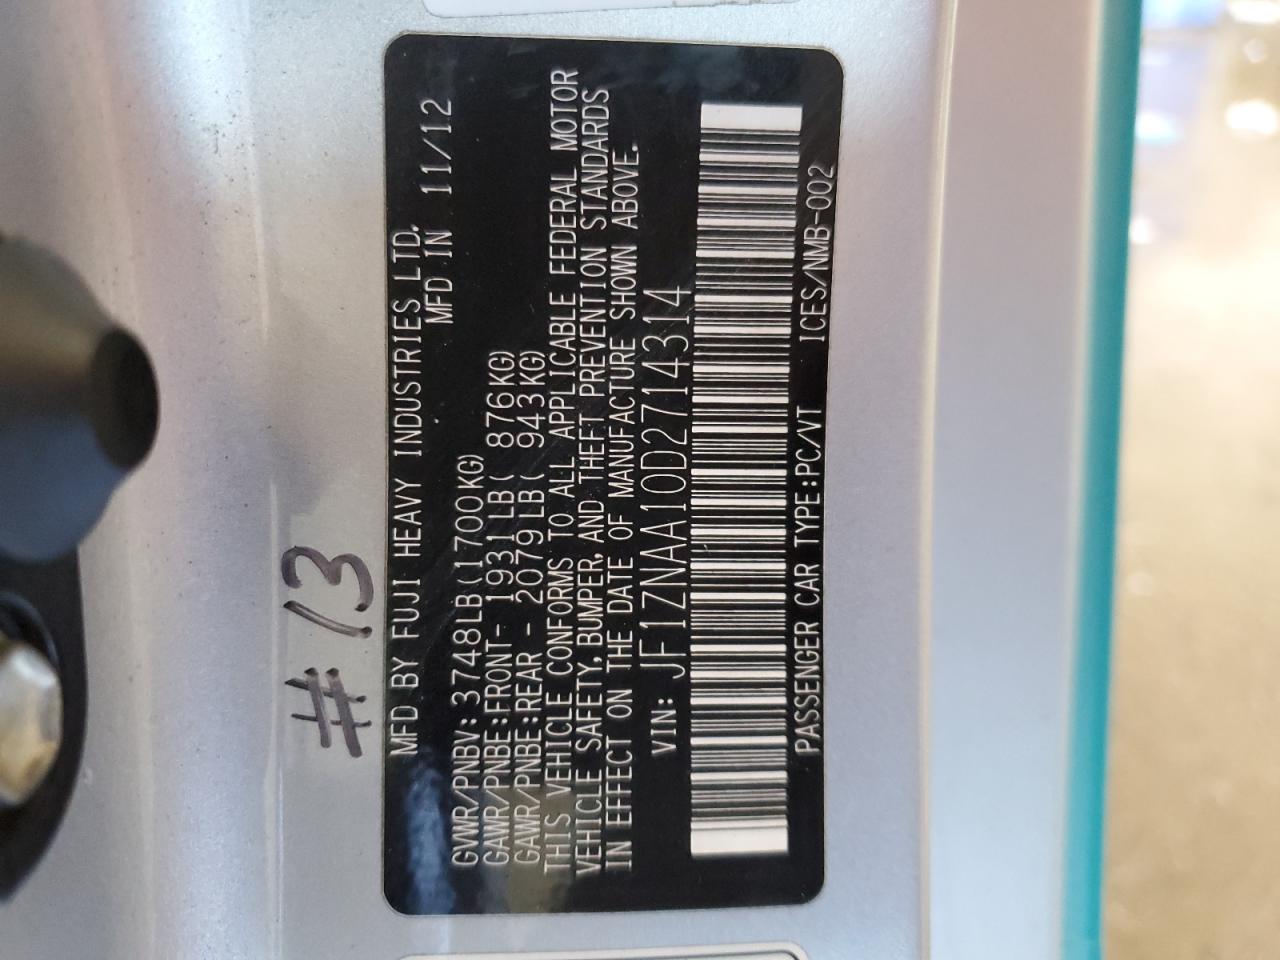 #13
MFD BY FUJI HEAVY INDUSTRIES LTD.
MFD IN 11/12
GVWR/PNBV: 3748LB(1700KG)
GAWR/PNBE:FRONT- 1931LB( 876KG)
GAWR/PNBE:REAR - 2079LB( 943KG)
THIS VEHICLE CONFORMS TO ALL APPLICABLE FEDERAL MOTOR
VEHICLE SAFETY, BUMPER, AND THEFT PREVENTION STANDARDS
IN EFFECT ON THE DATE OF MANUFACTURE SHOWN ABOVE.
VIN: JF1ZNAA10D2714314
PASSENGER CAR TYPE:PC/VT ICES/NMB-002